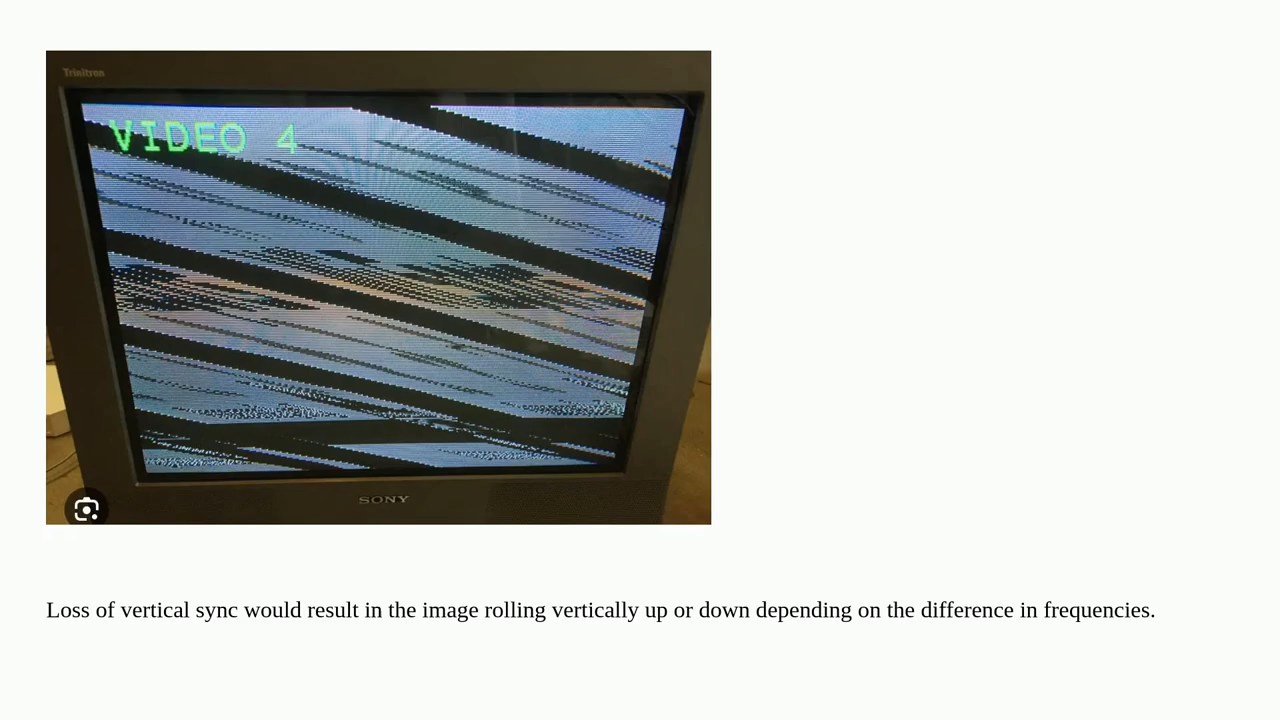 Trinitron
VIDEO 4
SONY
Loss of vertical sync would result in the image rolling vertically up or down depending on the difference in frequencies.